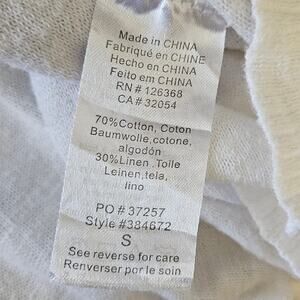 Made in CHINA
Fabriqué en CHINE
Hecho en CHINA
Feito em CHINA
RN # 126368
CA # 32054
70%Cotton, Coton
Baumwolle,cotone,
algodón
30%Linen .Toile
Leinen,tela,
lino
PO # 37257
Style #384672
S
See reverse for care
Renverser por le soin